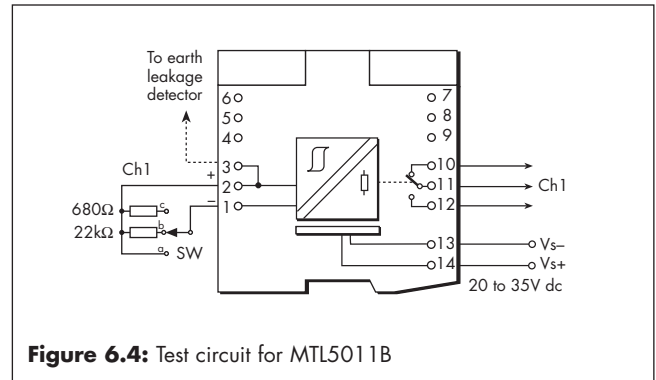 To earth
leakage
detector
6
5
4
3
2
1
+
–
Ch1
680Ω
22kΩ
c
b
a
SW
7
8
9
10
11
12
Ch1
13
Vs–
14
Vs+
20 to 35V dc
Figure 6.4: Test circuit for MTL5011B